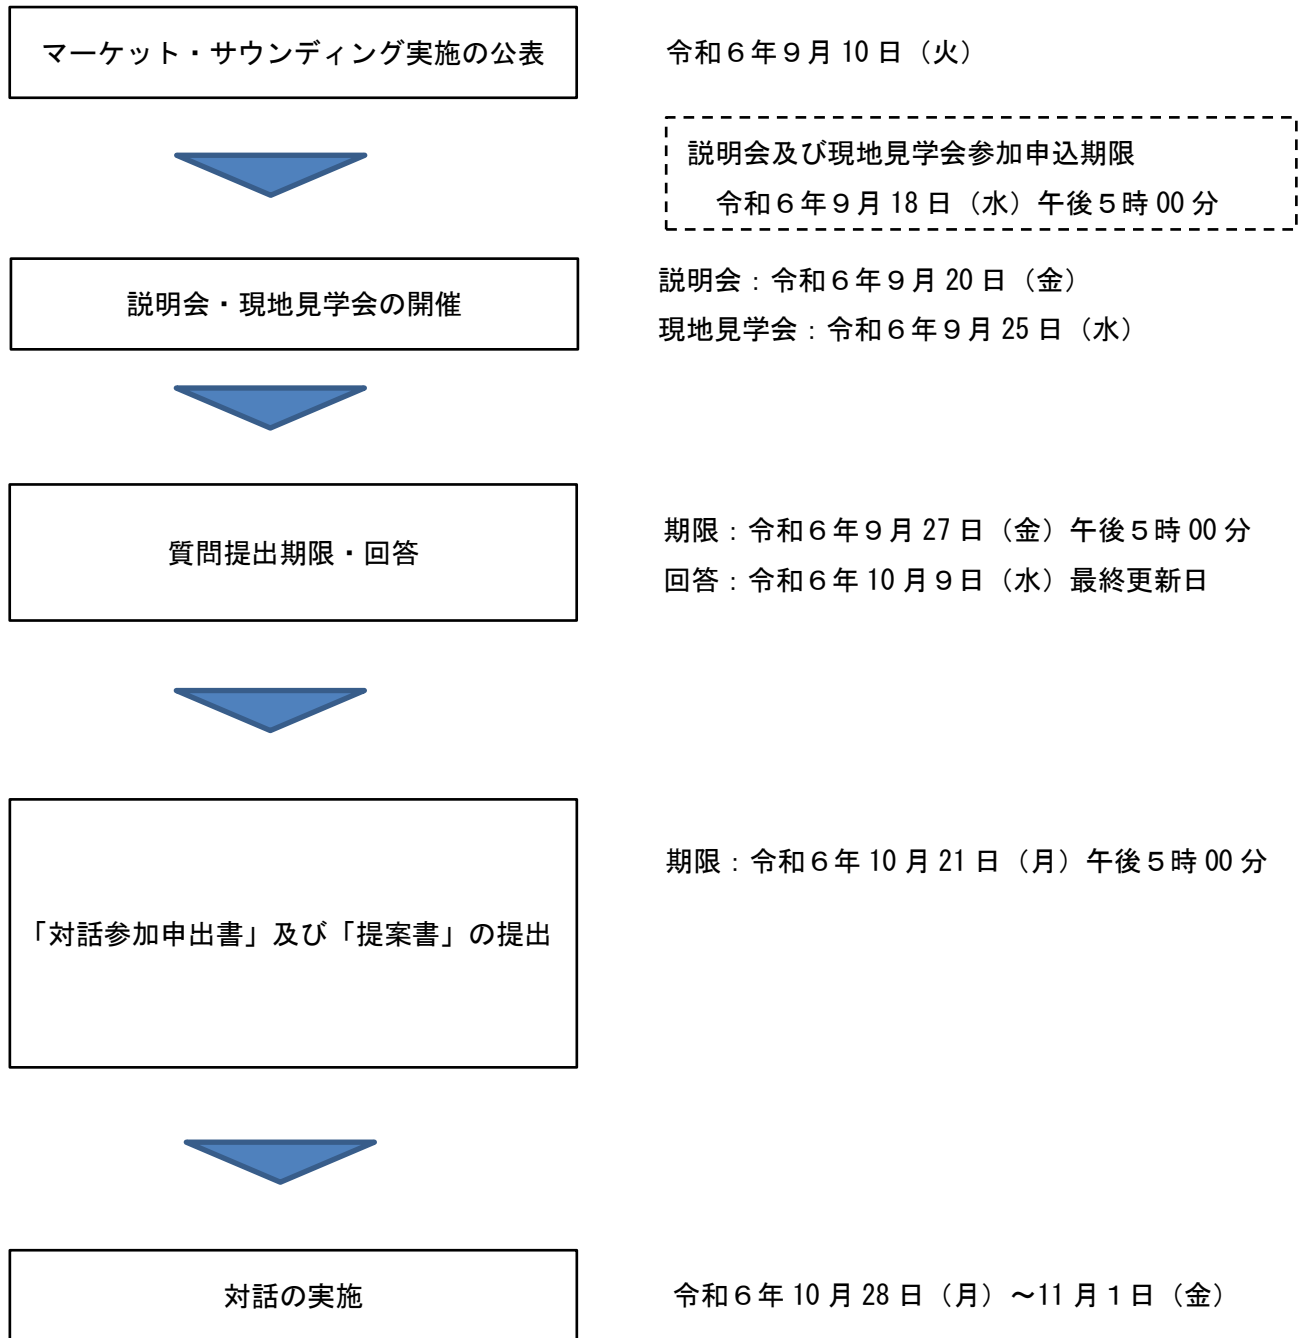 マーケット・サウンディング実施の公表
令和６年９月 10 日（火）
説明会及び現地見学会参加申込期限
令和６年９月 18 日（水）午後５時 00 分
説明会・現地見学会の開催
説明会：令和６年９月 20 日（金）
現地見学会：令和６年９月 25 日（水）
質問提出期限・回答
期限：令和６年９月 27 日（金）午後５時 00 分
回答：令和６年 10 月９日（水）最終更新日
「対話参加申出書」及び「提案書」の提出
期限：令和６年 10 月 21 日（月）午後５時 00 分
対話の実施
令和６年 10 月 28 日（月）～11 月１日（金）